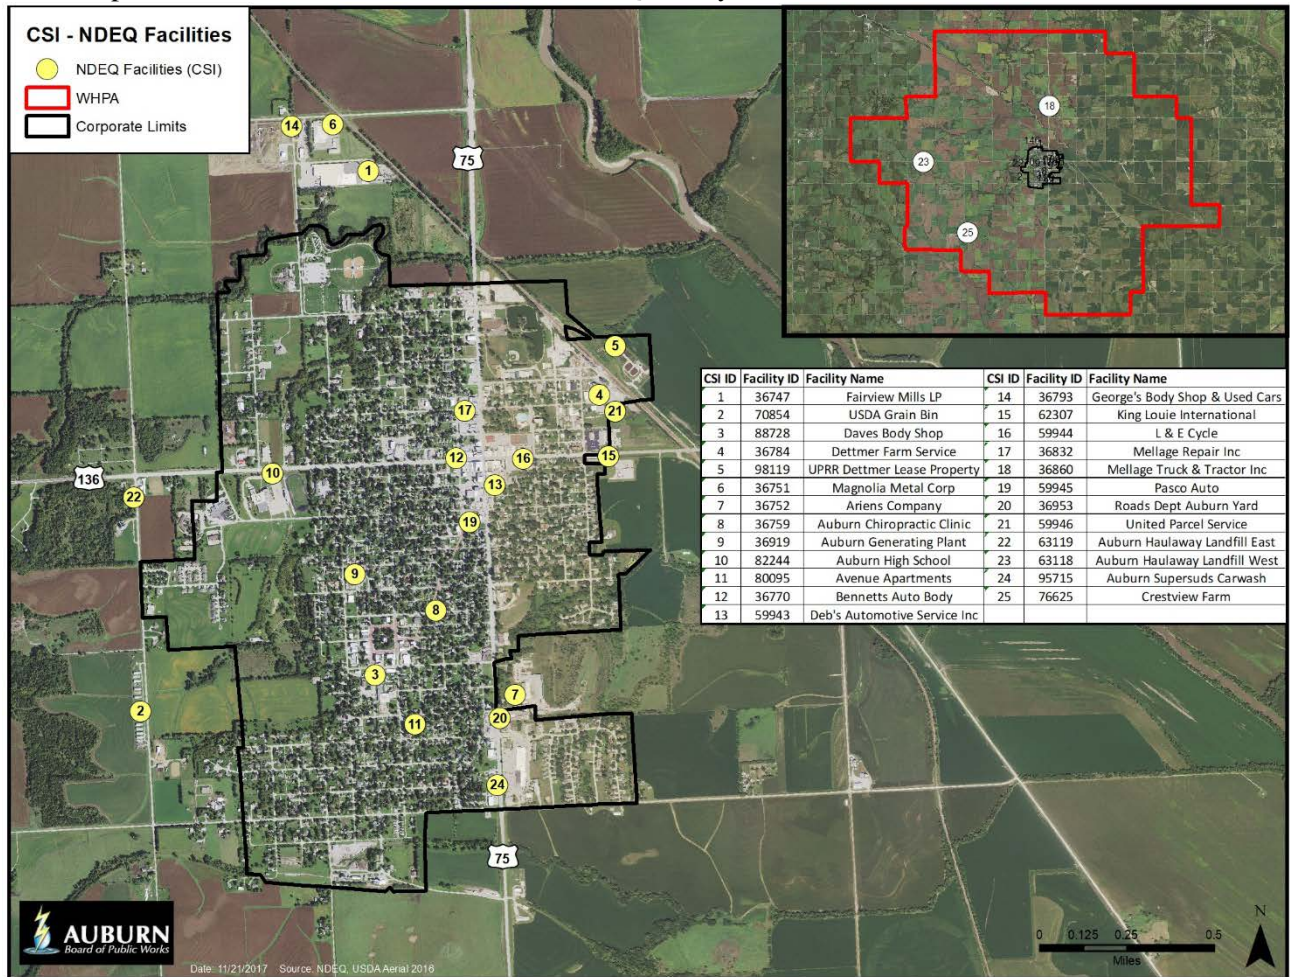 CSI - NDEQ Facilities
NDEQ Facilities (CSI)
WHPA
Corporate Limits
14
6
1
75
18
23
25
5
4
21
17
12
16
15
10
13
136
22
19
9
8
3
7
2
11
20
24
75
CSI ID Facility ID Facility Name CSI ID Facility ID Facility Name
1 36747 Fairview Mills LP 14 36793 George's Body Shop & Used Cars
2 70854 USDA Grain Bin 15 62307 King Louie International
3 88728 Daves Body Shop 16 59944 L & E Cycle
4 36784 Dettmer Farm Service 17 36832 Mellage Repair Inc
5 98119 UPRR Dettmer Lease Property 18 36860 Mellage Truck & Tractor Inc
6 36751 Magnolia Metal Corp 19 59945 Pasco Auto
7 36752 Ariens Company 20 36953 Roads Dept Auburn Yard
8 36759 Auburn Chiropractic Clinic 21 59946 United Parcel Service
9 36919 Auburn Generating Plant 22 63119 Auburn Haulaway Landfill East
10 82244 Auburn High School 23 63118 Auburn Haulaway Landfill West
11 80095 Avenue Apartments 24 95715 Auburn Supersuds Carwash
12 36770 Bennetts Auto Body 25 76625 Crestview Farm
13 59943 Deb's Automotive Service Inc
AUBURN
Board of Public Works
Date: 11/21/2017 Source: NDEQ, USDA Aerial 2016
N
0 0.125 0.25 0.5
Miles